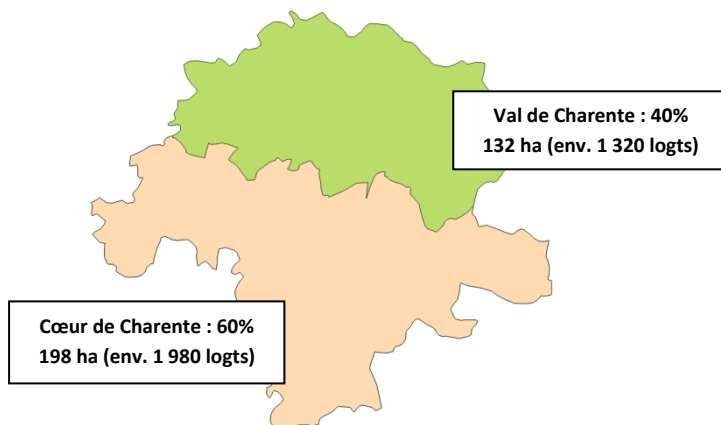 Val de Charente : 40%
132 ha (env. 1 320 logts)
Cœur de Charente : 60%
198 ha (env. 1 980 logts)